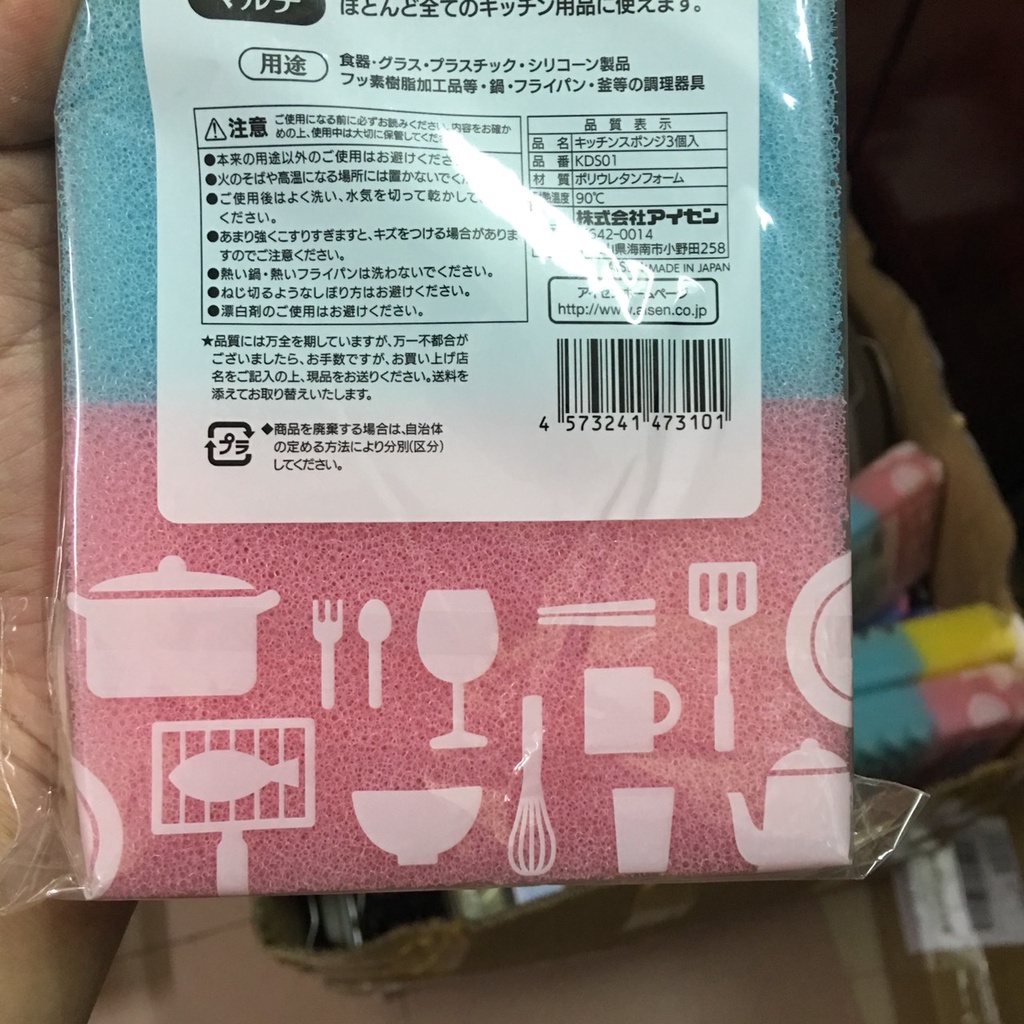 マルチ
ほとんど全てのキッチン用品に使えます。
用途
食器・グラス・プラスチック・シリコーン製品
フッ素樹脂加工品等・鍋・フライパン・釜等の調理器具
注意
ご使用になる前に必ずお読みください。内容をお確か
めの上、使用中は大切に保管してくだ
●本来の用途以外のご使用はお避けくださ
●火のそばや高温になる場所には置かないでく
●ご使用後はよく洗い、水気を切って乾かして
ください。
●あまり強くこすりすぎますと、キズをつける場合がありま
すのでご注意ください。
●熱い鍋・熱いフライパンは洗わないでください。
●ねじ切るようなしぼり方はお避けください。
●漂白剤のご使用はお避けください。
品質表示
品名 キッチンスポンジ3個入
品番 KDS01
材質 ポリウレタンフォーム
熱温度 90℃
株式会社アイセン
642-0014
山県海南市小野田258
MADE IN JAPAN
アイセンホームページ
http://www.aisen.co.jp
★品質には万全を期していますが、万一不都合が
ございましたら、お手数ですが、お買い上げ店
名をご記入の上、現品をお送りください。送料を
添えてお取り替えいたします。
プラ
◆商品を廃棄する場合は、自治体
の定める方法により分別(区分)
してください。
4 573241 473101